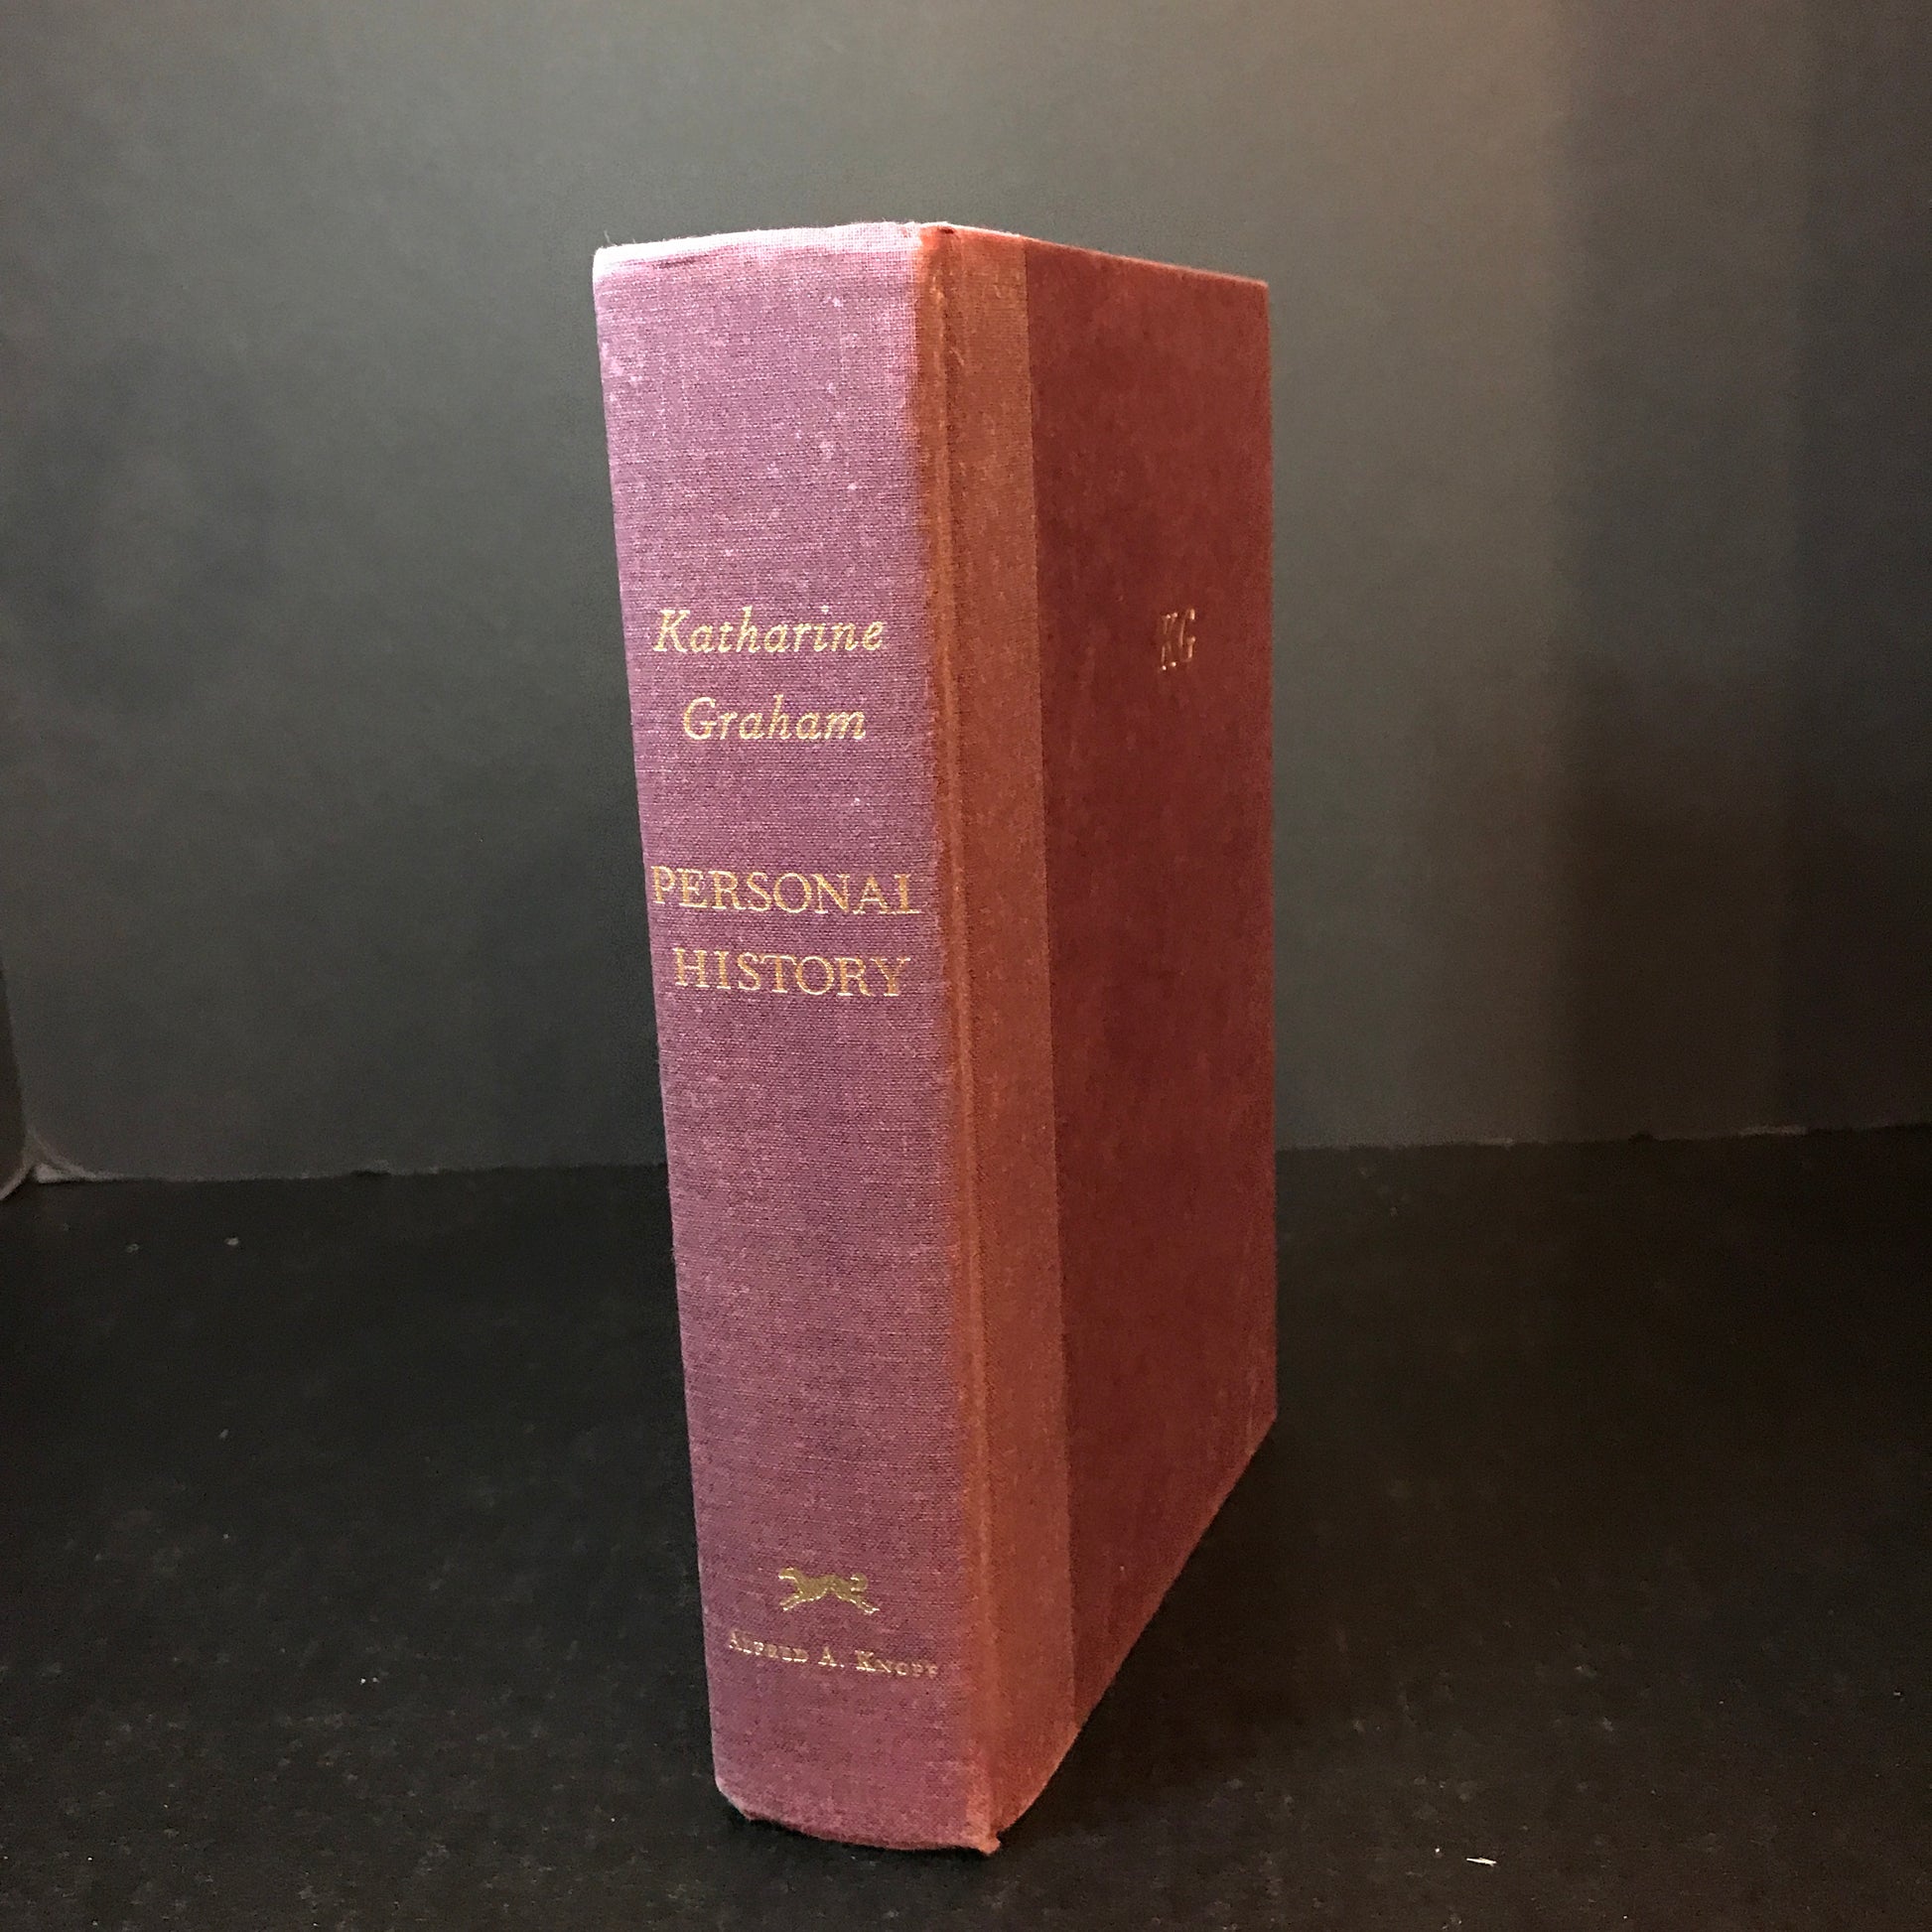 Katharine
Graham
PERSONAL
HISTORY
ALFRED A. KNOPF
KG